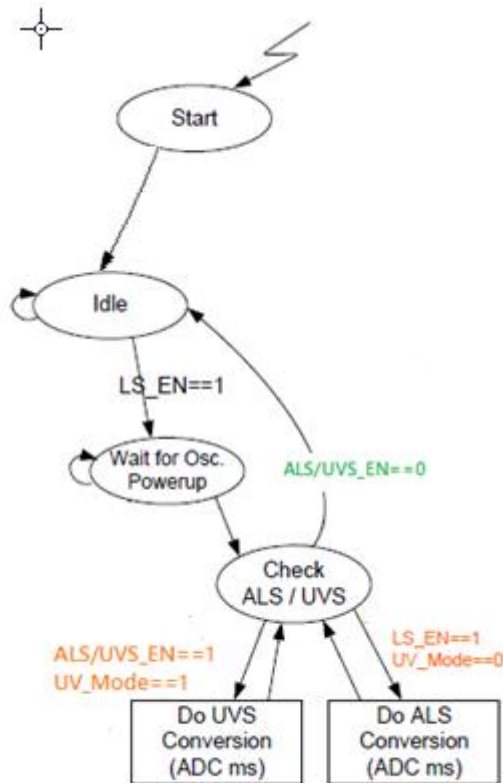 Start
Idle
LS_EN==1
Wait for Osc.
Powerup
ALS/UVS_EN==0
Check
ALS / UVS
ALS/UVS_EN==1
UV_Mode==1
LS_EN==1
UV_Mode==0
Do UVS
Conversion
(ADC ms)
Do ALS
Conversion
(ADC ms)